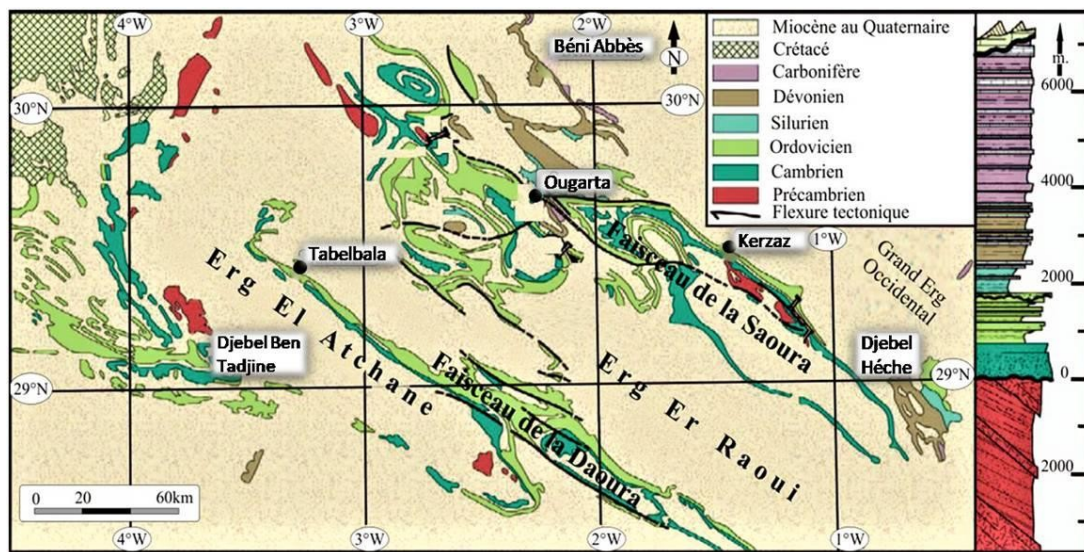 4°W
3°W
Béni Abbès
2°W
N
30°N
30°N
Miocène au Quaternaire
Crétacé
Carbonifère
Dévonien
Silurien
Ordovicien
Cambrien
Précambrien
Flexure tectonique
m.
6000
4000
2000
0
2000
Ougarta
Kerzaz
1°W
Tabelbala
Faisceau de la Saoura
Grand Erg
Occidental
Erg El Atchane
Djebel Ben
Tadjine
Faisceau de la Daoura
Erg Er Raoui
Djebel
Héche
29°N
29°N
0 20 60km
4°W
3°W
2°W
1°W